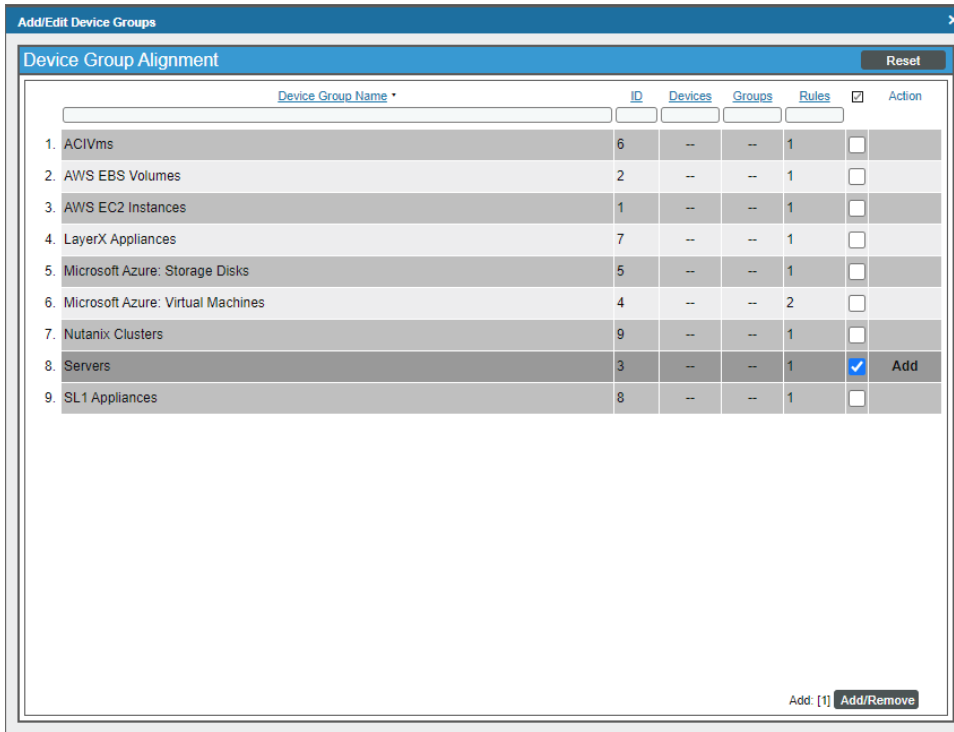 Add/Edit Device Groups
Device Group Alignment Reset
Device Group Name • ID Devices Groups Rules Action
1. ACIVms 6 -- -- 1
2. AWS EBS Volumes 2 -- -- 1
3. AWS EC2 Instances 1 -- -- 1
4. LayerX Appliances 7 -- -- 1
5. Microsoft Azure: Storage Disks 5 -- -- 1
6. Microsoft Azure: Virtual Machines 4 -- -- 2
7. Nutanix Clusters 9 -- -- 1
8. Servers 3 -- -- 1 Add
9. SL1 Appliances 8 -- -- 1
Add: [1] Add/Remove